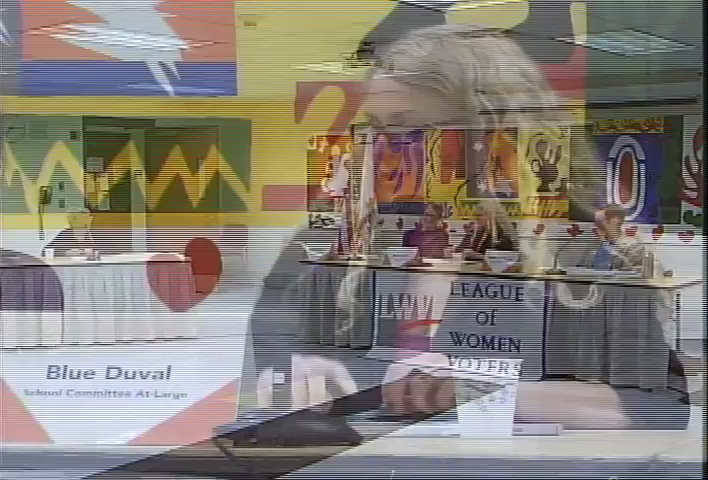 LWV
LEAGUE
OF
WOMEN
VOTERS
Blue Duval
School Committee At-Large